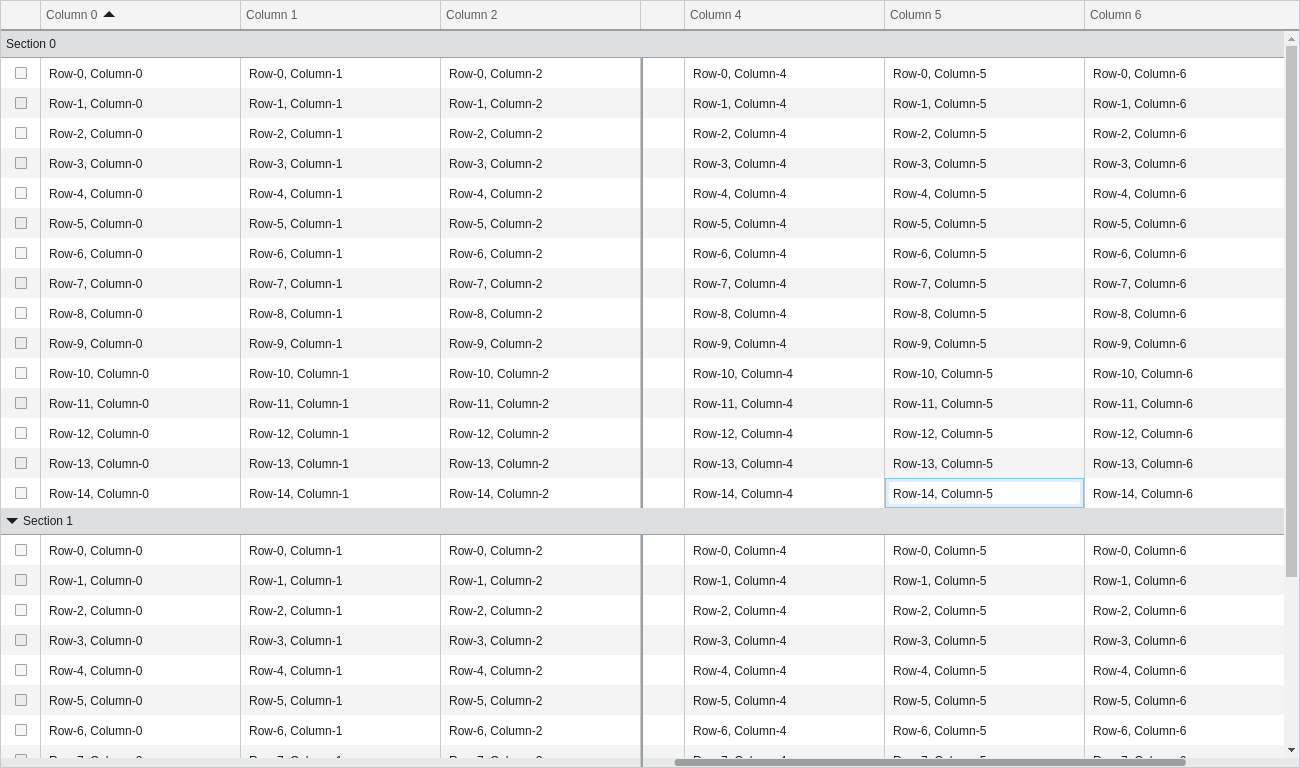 Column 0 Column 1 Column 2 Column 4 Column 5 Column 6
Section 0
Row-0, Column-0 Row-0, Column-1 Row-0, Column-2 Row-0, Column-4 Row-0, Column-5 Row-0, Column-6
Row-1, Column-0 Row-1, Column-1 Row-1, Column-2 Row-1, Column-4 Row-1, Column-5 Row-1, Column-6
Row-2, Column-0 Row-2, Column-1 Row-2, Column-2 Row-2, Column-4 Row-2, Column-5 Row-2, Column-6
Row-3, Column-0 Row-3, Column-1 Row-3, Column-2 Row-3, Column-4 Row-3, Column-5 Row-3, Column-6
Row-4, Column-0 Row-4, Column-1 Row-4, Column-2 Row-4, Column-4 Row-4, Column-5 Row-4, Column-6
Row-5, Column-0 Row-5, Column-1 Row-5, Column-2 Row-5, Column-4 Row-5, Column-5 Row-5, Column-6
Row-6, Column-0 Row-6, Column-1 Row-6, Column-2 Row-6, Column-4 Row-6, Column-5 Row-6, Column-6
Row-7, Column-0 Row-7, Column-1 Row-7, Column-2 Row-7, Column-4 Row-7, Column-5 Row-7, Column-6
Row-8, Column-0 Row-8, Column-1 Row-8, Column-2 Row-8, Column-4 Row-8, Column-5 Row-8, Column-6
Row-9, Column-0 Row-9, Column-1 Row-9, Column-2 Row-9, Column-4 Row-9, Column-5 Row-9, Column-6
Row-10, Column-0 Row-10, Column-1 Row-10, Column-2 Row-10, Column-4 Row-10, Column-5 Row-10, Column-6
Row-11, Column-0 Row-11, Column-1 Row-11, Column-2 Row-11, Column-4 Row-11, Column-5 Row-11, Column-6
Row-12, Column-0 Row-12, Column-1 Row-12, Column-2 Row-12, Column-4 Row-12, Column-5 Row-12, Column-6
Row-13, Column-0 Row-13, Column-1 Row-13, Column-2 Row-13, Column-4 Row-13, Column-5 Row-13, Column-6
Row-14, Column-0 Row-14, Column-1 Row-14, Column-2 Row-14, Column-4 Row-14, Column-5 Row-14, Column-6
Section 1
Row-0, Column-0 Row-0, Column-1 Row-0, Column-2 Row-0, Column-4 Row-0, Column-5 Row-0, Column-6
Row-1, Column-0 Row-1, Column-1 Row-1, Column-2 Row-1, Column-4 Row-1, Column-5 Row-1, Column-6
Row-2, Column-0 Row-2, Column-1 Row-2, Column-2 Row-2, Column-4 Row-2, Column-5 Row-2, Column-6
Row-3, Column-0 Row-3, Column-1 Row-3, Column-2 Row-3, Column-4 Row-3, Column-5 Row-3, Column-6
Row-4, Column-0 Row-4, Column-1 Row-4, Column-2 Row-4, Column-4 Row-4, Column-5 Row-4, Column-6
Row-5, Column-0 Row-5, Column-1 Row-5, Column-2 Row-5, Column-4 Row-5, Column-5 Row-5, Column-6
Row-6, Column-0 Row-6, Column-1 Row-6, Column-2 Row-6, Column-4 Row-6, Column-5 Row-6, Column-6